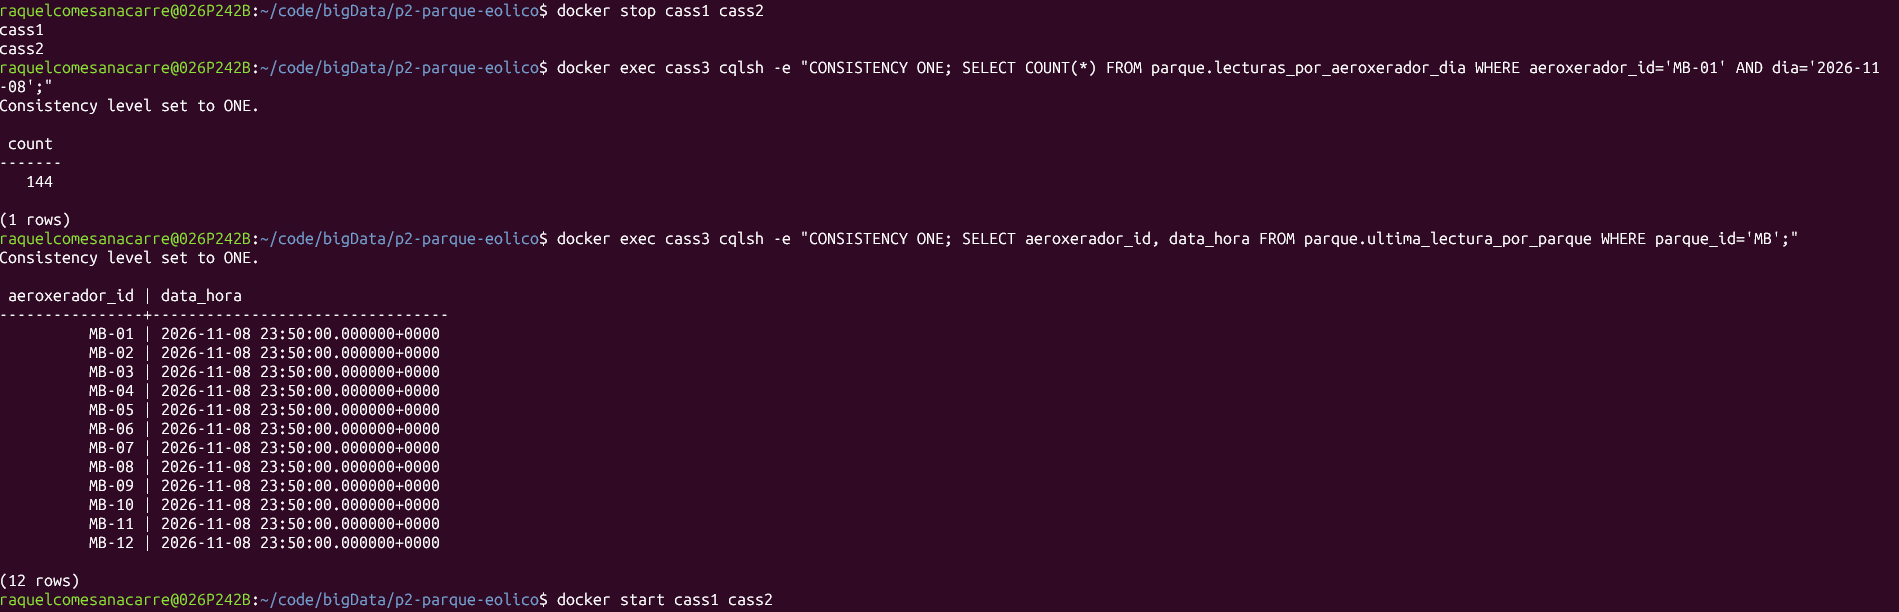 raquelcomesanacarre@026P242B:~/code/bigData/p2-parque-eolico$ docker stop cass1 cass2
cass1
cass2
raquelcomesanacarre@026P242B:~/code/bigData/p2-parque-eolico$ docker exec cass3 cqlsh -e "CONSISTENCY ONE; SELECT COUNT(*) FROM parque.lecturas_por_aeroxerador_dia WHERE aeroxerador_id='MB-01' AND dia='2026-11
-08';"
Consistency level set to ONE.

 count
-------
   144

(1 rows)
raquelcomesanacarre@026P242B:~/code/bigData/p2-parque-eolico$ docker exec cass3 cqlsh -e "CONSISTENCY ONE; SELECT aeroxerador_id, data_hora FROM parque.ultima_lectura_por_parque WHERE parque_id='MB';"
Consistency level set to ONE.

 aeroxerador_id | data_hora
----------------+---------------------------------
          MB-01 | 2026-11-08 23:50:00.000000+0000
          MB-02 | 2026-11-08 23:50:00.000000+0000
          MB-03 | 2026-11-08 23:50:00.000000+0000
          MB-04 | 2026-11-08 23:50:00.000000+0000
          MB-05 | 2026-11-08 23:50:00.000000+0000
          MB-06 | 2026-11-08 23:50:00.000000+0000
          MB-07 | 2026-11-08 23:50:00.000000+0000
          MB-08 | 2026-11-08 23:50:00.000000+0000
          MB-09 | 2026-11-08 23:50:00.000000+0000
          MB-10 | 2026-11-08 23:50:00.000000+0000
          MB-11 | 2026-11-08 23:50:00.000000+0000
          MB-12 | 2026-11-08 23:50:00.000000+0000

(12 rows)
raquelcomesanacarre@026P242B:~/code/bigData/p2-parque-eolico$ docker start cass1 cass2